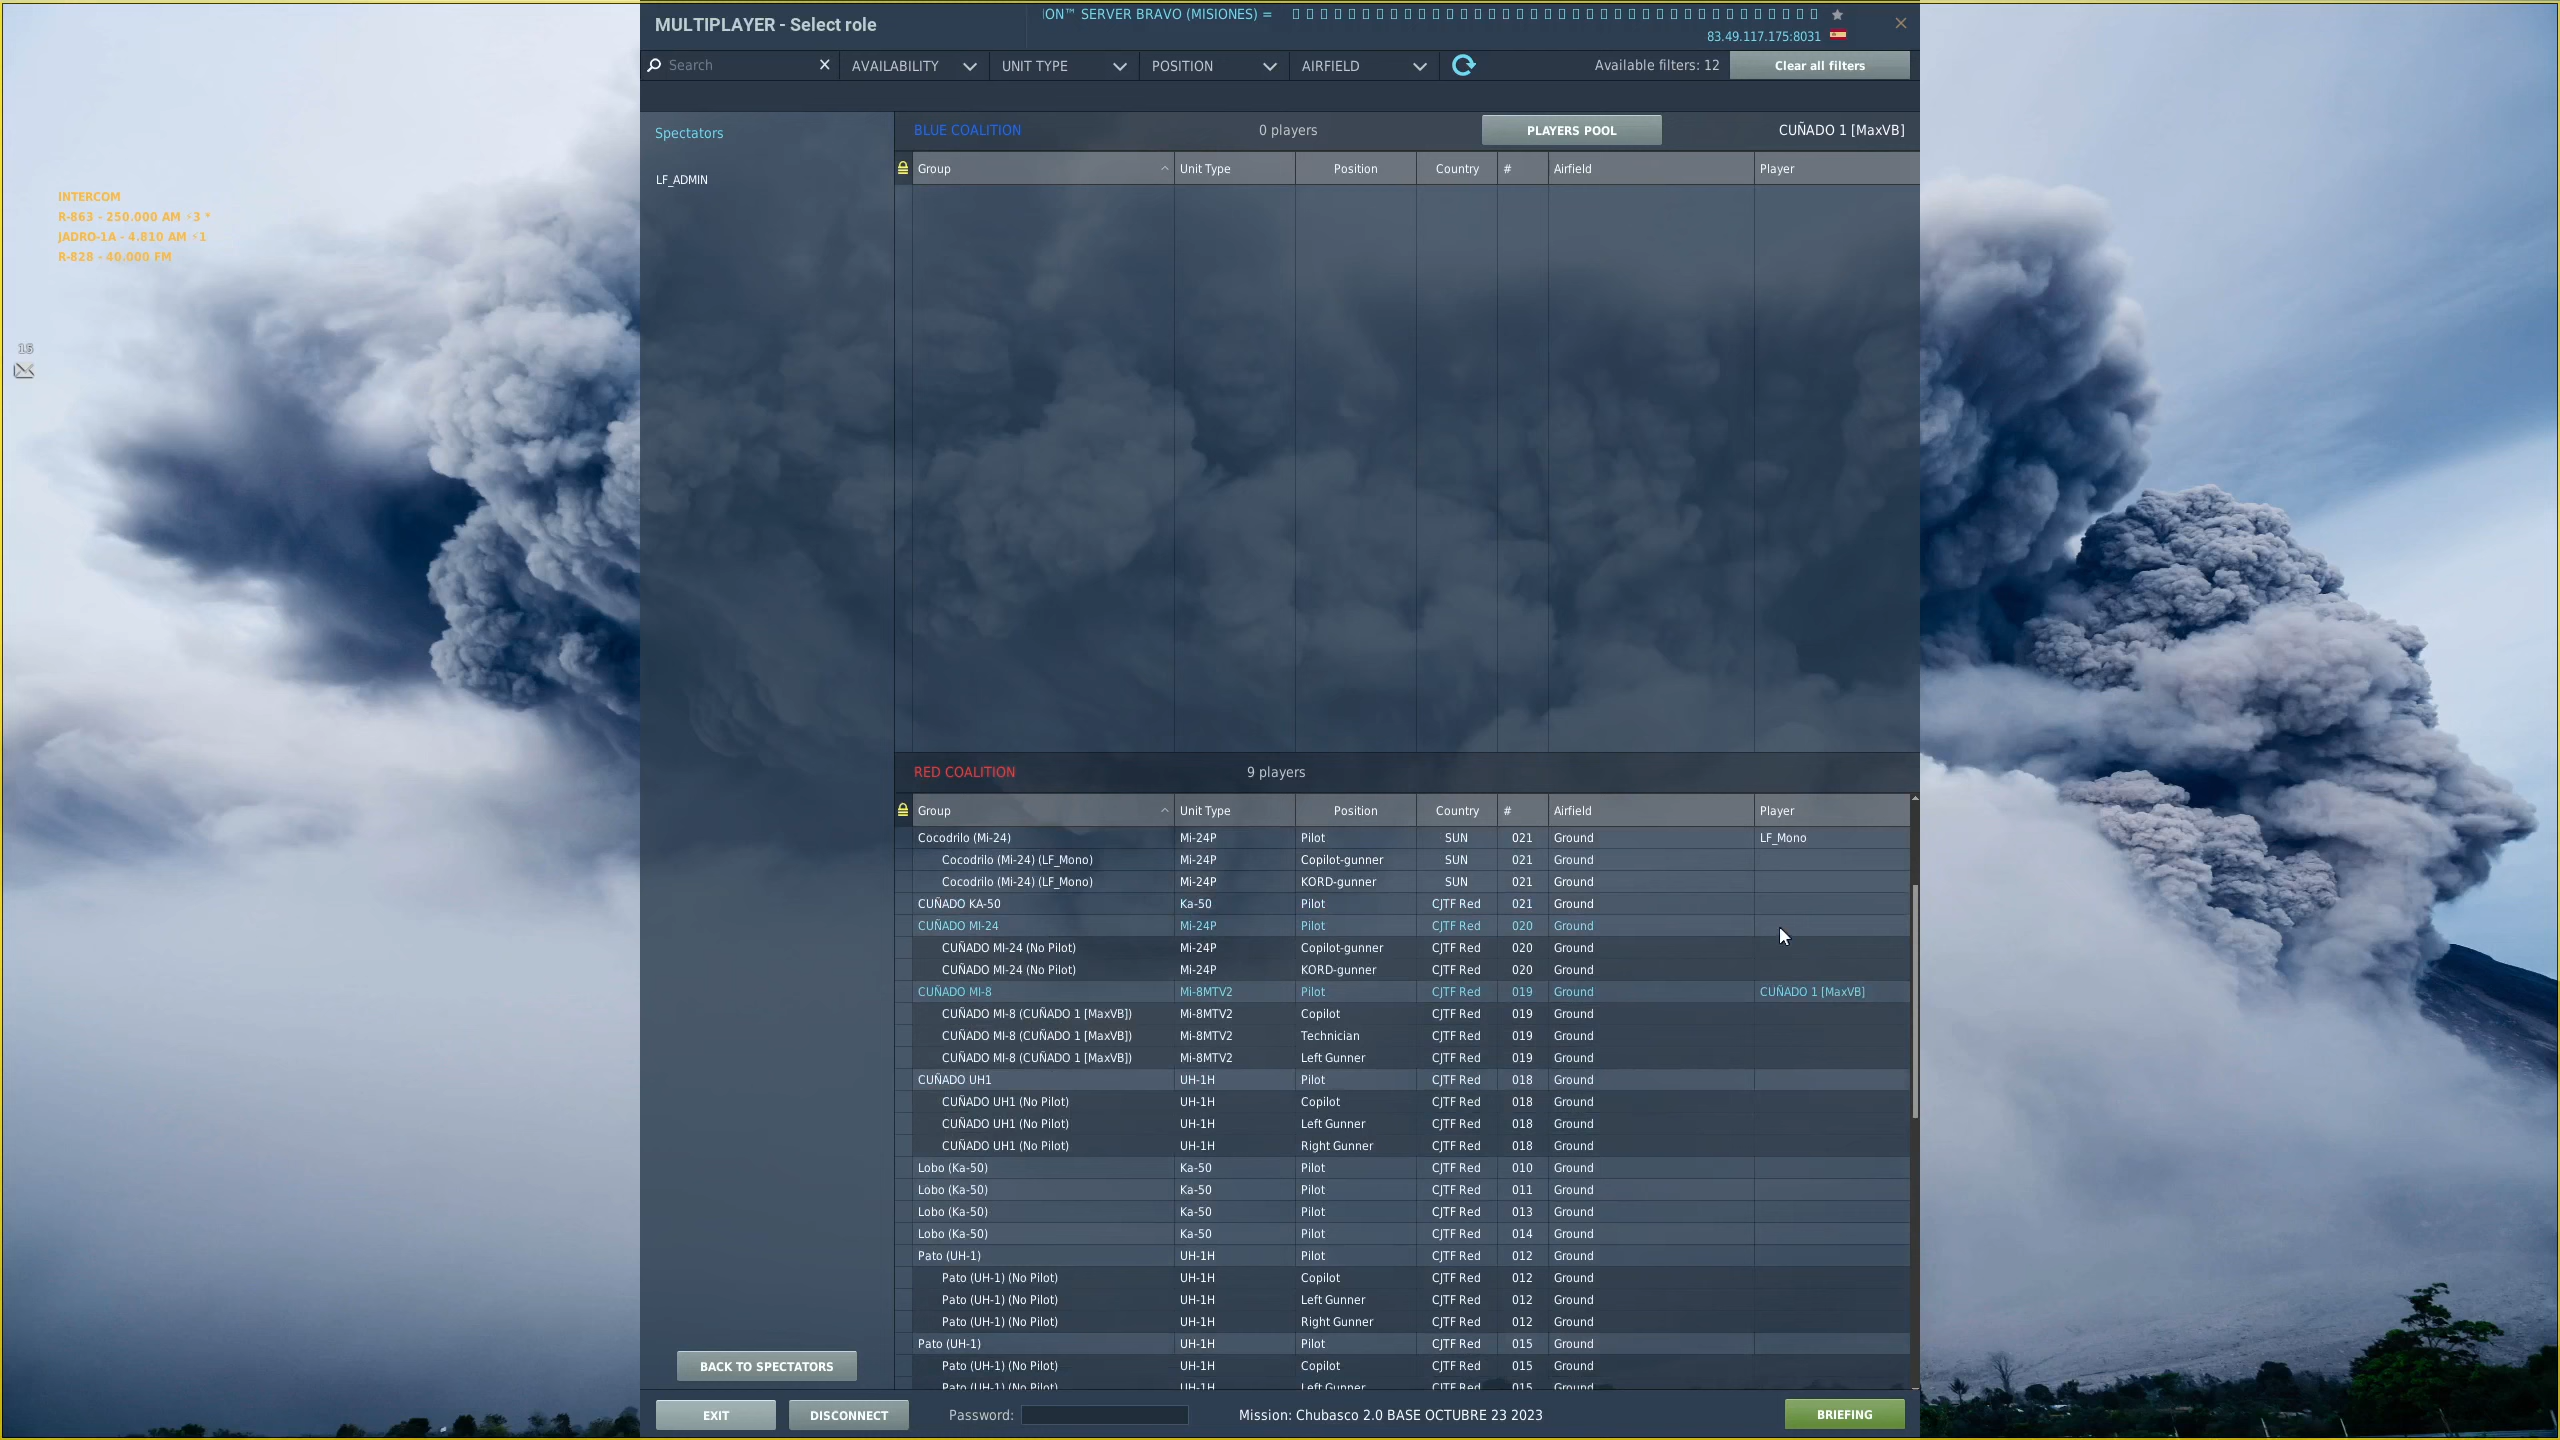 MULTIPLAYER - Select role
ION™ SERVER BRAVO (MISIONES) =
83.49.117.175:8031
Search
AVAILABILITY UNIT TYPE POSITION AIRFIELD
Available filters: 12
Clear all filters
Spectators
LF_ADMIN
INTERCOM
R-863 - 250.000 AM ⚡3 *
JADRO-1A - 4.810 AM ⚡1
R-828 - 40.000 FM
15
BLUE COALITION 0 players PLAYERS POOL CUÑADO 1 [MaxVB]
Group Unit Type Position Country # Airfield Player
RED COALITION 9 players
Group Unit Type Position Country # Airfield Player
Cocodrilo (Mi-24) Mi-24P Pilot SUN 021 Ground LF_Mono
Cocodrilo (Mi-24) (LF_Mono) Mi-24P Copilot-gunner SUN 021 Ground
Cocodrilo (Mi-24) (LF_Mono) Mi-24P KORD-gunner SUN 021 Ground
CUÑADO KA-50 Ka-50 Pilot CJTF Red 021 Ground
CUÑADO MI-24 Mi-24P Pilot CJTF Red 020 Ground
CUÑADO MI-24 (No Pilot) Mi-24P Copilot-gunner CJTF Red 020 Ground
CUÑADO MI-24 (No Pilot) Mi-24P KORD-gunner CJTF Red 020 Ground
CUÑADO MI-8 Mi-8MTV2 Pilot CJTF Red 019 Ground CUÑADO 1 [MaxVB]
CUÑADO MI-8 (CUÑADO 1 [MaxVB]) Mi-8MTV2 Copilot CJTF Red 019 Ground
CUÑADO MI-8 (CUÑADO 1 [MaxVB]) Mi-8MTV2 Technician CJTF Red 019 Ground
CUÑADO MI-8 (CUÑADO 1 [MaxVB]) Mi-8MTV2 Left Gunner CJTF Red 019 Ground
CUÑADO UH1 UH-1H Pilot CJTF Red 018 Ground
CUÑADO UH1 (No Pilot) UH-1H Copilot CJTF Red 018 Ground
CUÑADO UH1 (No Pilot) UH-1H Left Gunner CJTF Red 018 Ground
CUÑADO UH1 (No Pilot) UH-1H Right Gunner CJTF Red 018 Ground
Lobo (Ka-50) Ka-50 Pilot CJTF Red 010 Ground
Lobo (Ka-50) Ka-50 Pilot CJTF Red 011 Ground
Lobo (Ka-50) Ka-50 Pilot CJTF Red 013 Ground
Lobo (Ka-50) Ka-50 Pilot CJTF Red 014 Ground
Pato (UH-1) UH-1H Pilot CJTF Red 012 Ground
Pato (UH-1) (No Pilot) UH-1H Copilot CJTF Red 012 Ground
Pato (UH-1) (No Pilot) UH-1H Left Gunner CJTF Red 012 Ground
Pato (UH-1) (No Pilot) UH-1H Right Gunner CJTF Red 012 Ground
Pato (UH-1) UH-1H Pilot CJTF Red 015 Ground
Pato (UH-1) (No Pilot) UH-1H Copilot CJTF Red 015 Ground
Pato (UH-1) (No Pilot) UH-1H Left Gunner CJTF Red 015 Ground
BACK TO SPECTATORS
EXIT DISCONNECT Password: Mission: Chubasco 2.0 BASE OCTUBRE 23 2023 BRIEFING